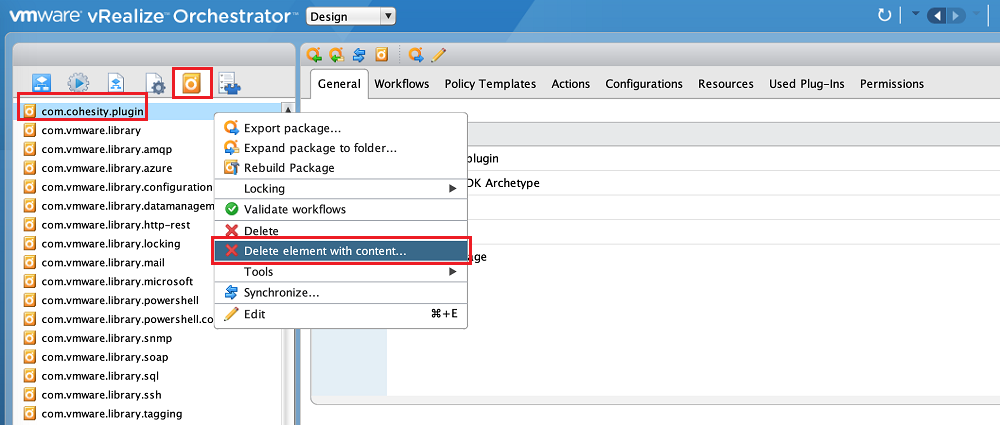 vmware vRealize™ Orchestrator™ Design
General Workflows Policy Templates Actions Configurations Resources Used Plug-Ins Permissions
com.cohesity.plugin
com.vmware.library
com.vmware.library.amqp
com.vmware.library.azure
com.vmware.library.configuration
com.vmware.library.datamanagem
com.vmware.library.http-rest
com.vmware.library.locking
com.vmware.library.mail
com.vmware.library.microsoft
com.vmware.library.powershell
com.vmware.library.powershell.co
com.vmware.library.snmp
com.vmware.library.soap
com.vmware.library.sql
com.vmware.library.ssh
com.vmware.library.tagging
Export package...
Expand package to folder...
Rebuild Package
Locking
Validate workflows
Delete
Delete element with content...
Tools
Synchronize...
Edit ⌘+E
plugin
DK Archetype
age